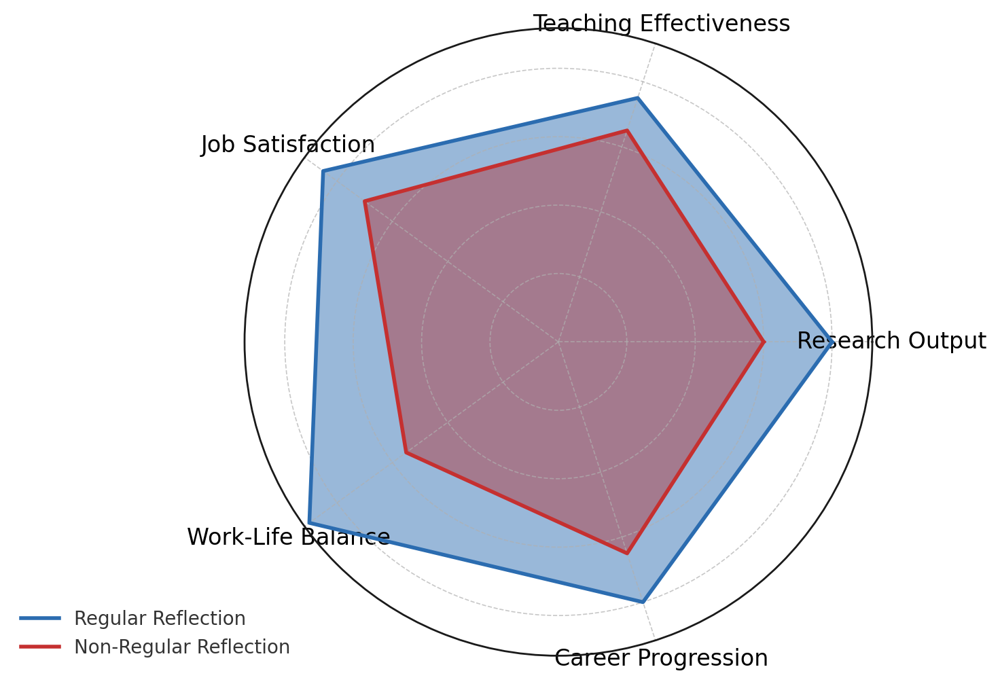 Teaching Effectiveness
Job Satisfaction
Research Output
Work-Life Balance
Regular Reflection
Non-Regular Reflection
Career Progression